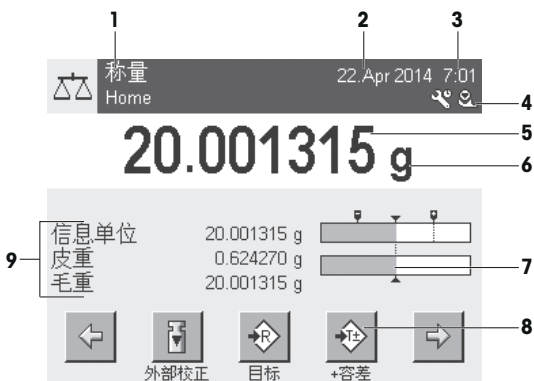 1
2
3
称量
22.Apr 2014 7:01
Home
4
5
20.001315 g
6
信息单位 20.001315 g
皮重 0.624270 g
毛重 20.001315 g
9
7
8
外部校正 目标 +容差
R
T±